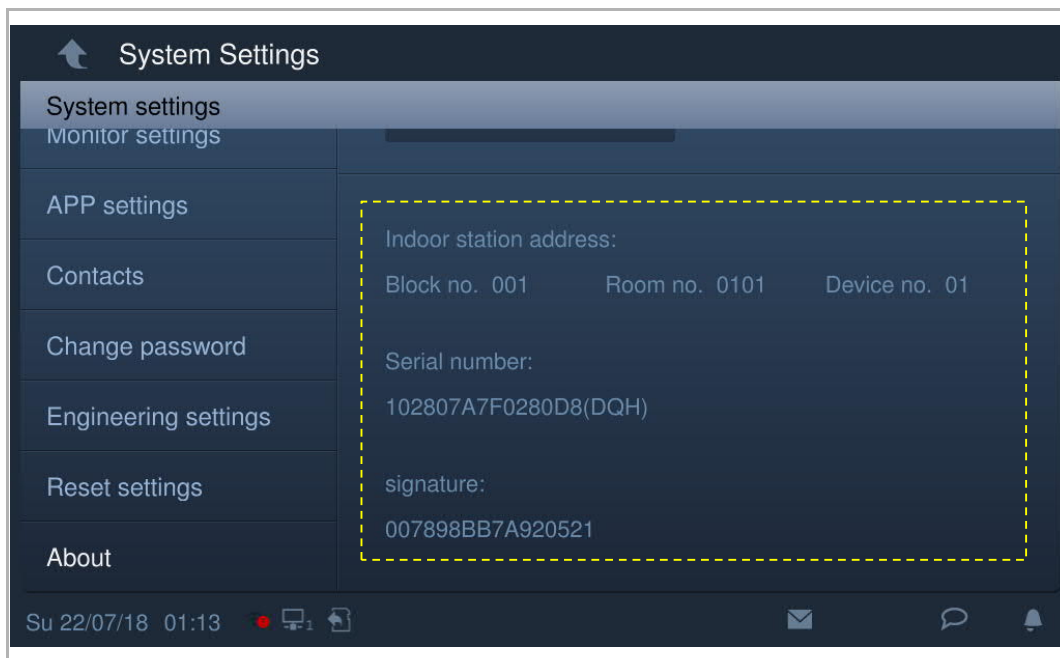 System Settings
System settings
Monitor settings
APP settings
Contacts
Change password
Engineering settings
Reset settings
About
Indoor station address:
Block no. 001 Room no. 0101 Device no. 01
Serial number:
102807A7F0280D8(DQH)
signature:
007898BB7A920521
Su 22/07/18 01:13 1